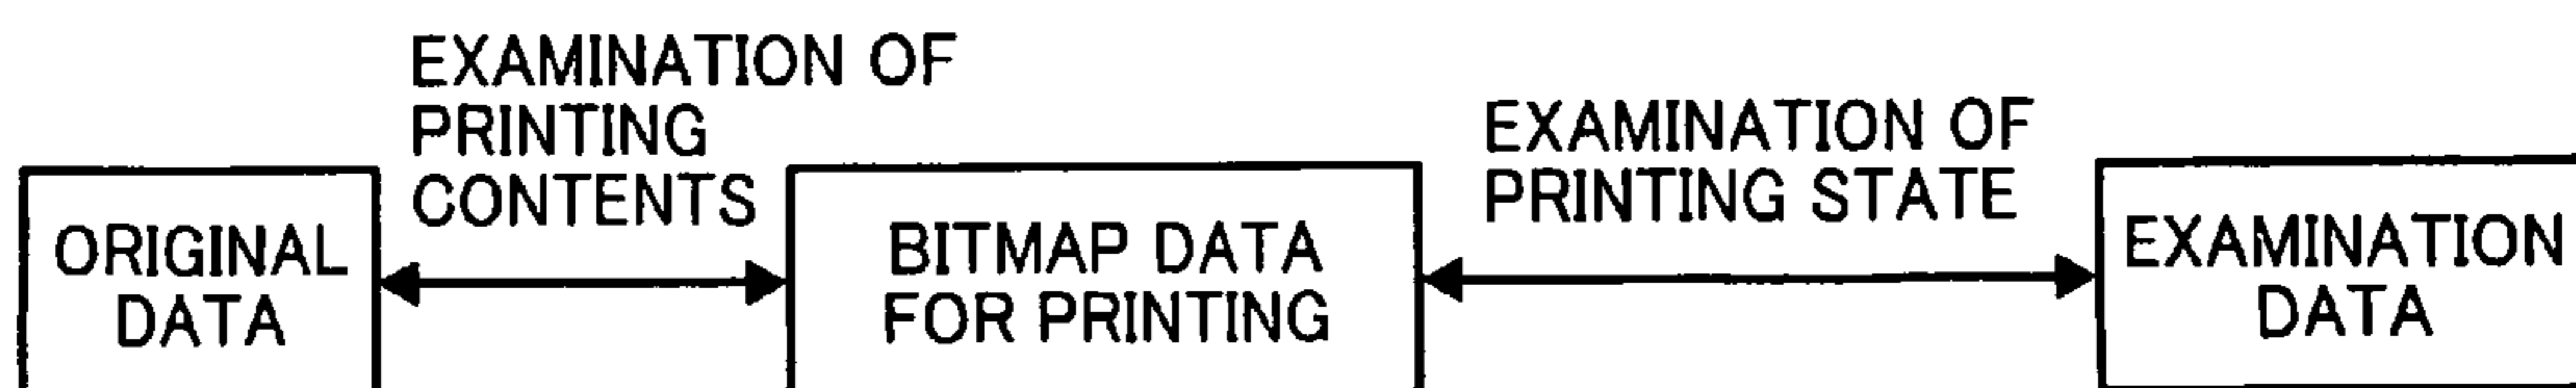 ORIGINAL
DATA
EXAMINATION OF
PRINTING
CONTENTS
BITMAP DATA
FOR PRINTING
EXAMINATION OF
PRINTING STATE
EXAMINATION
DATA